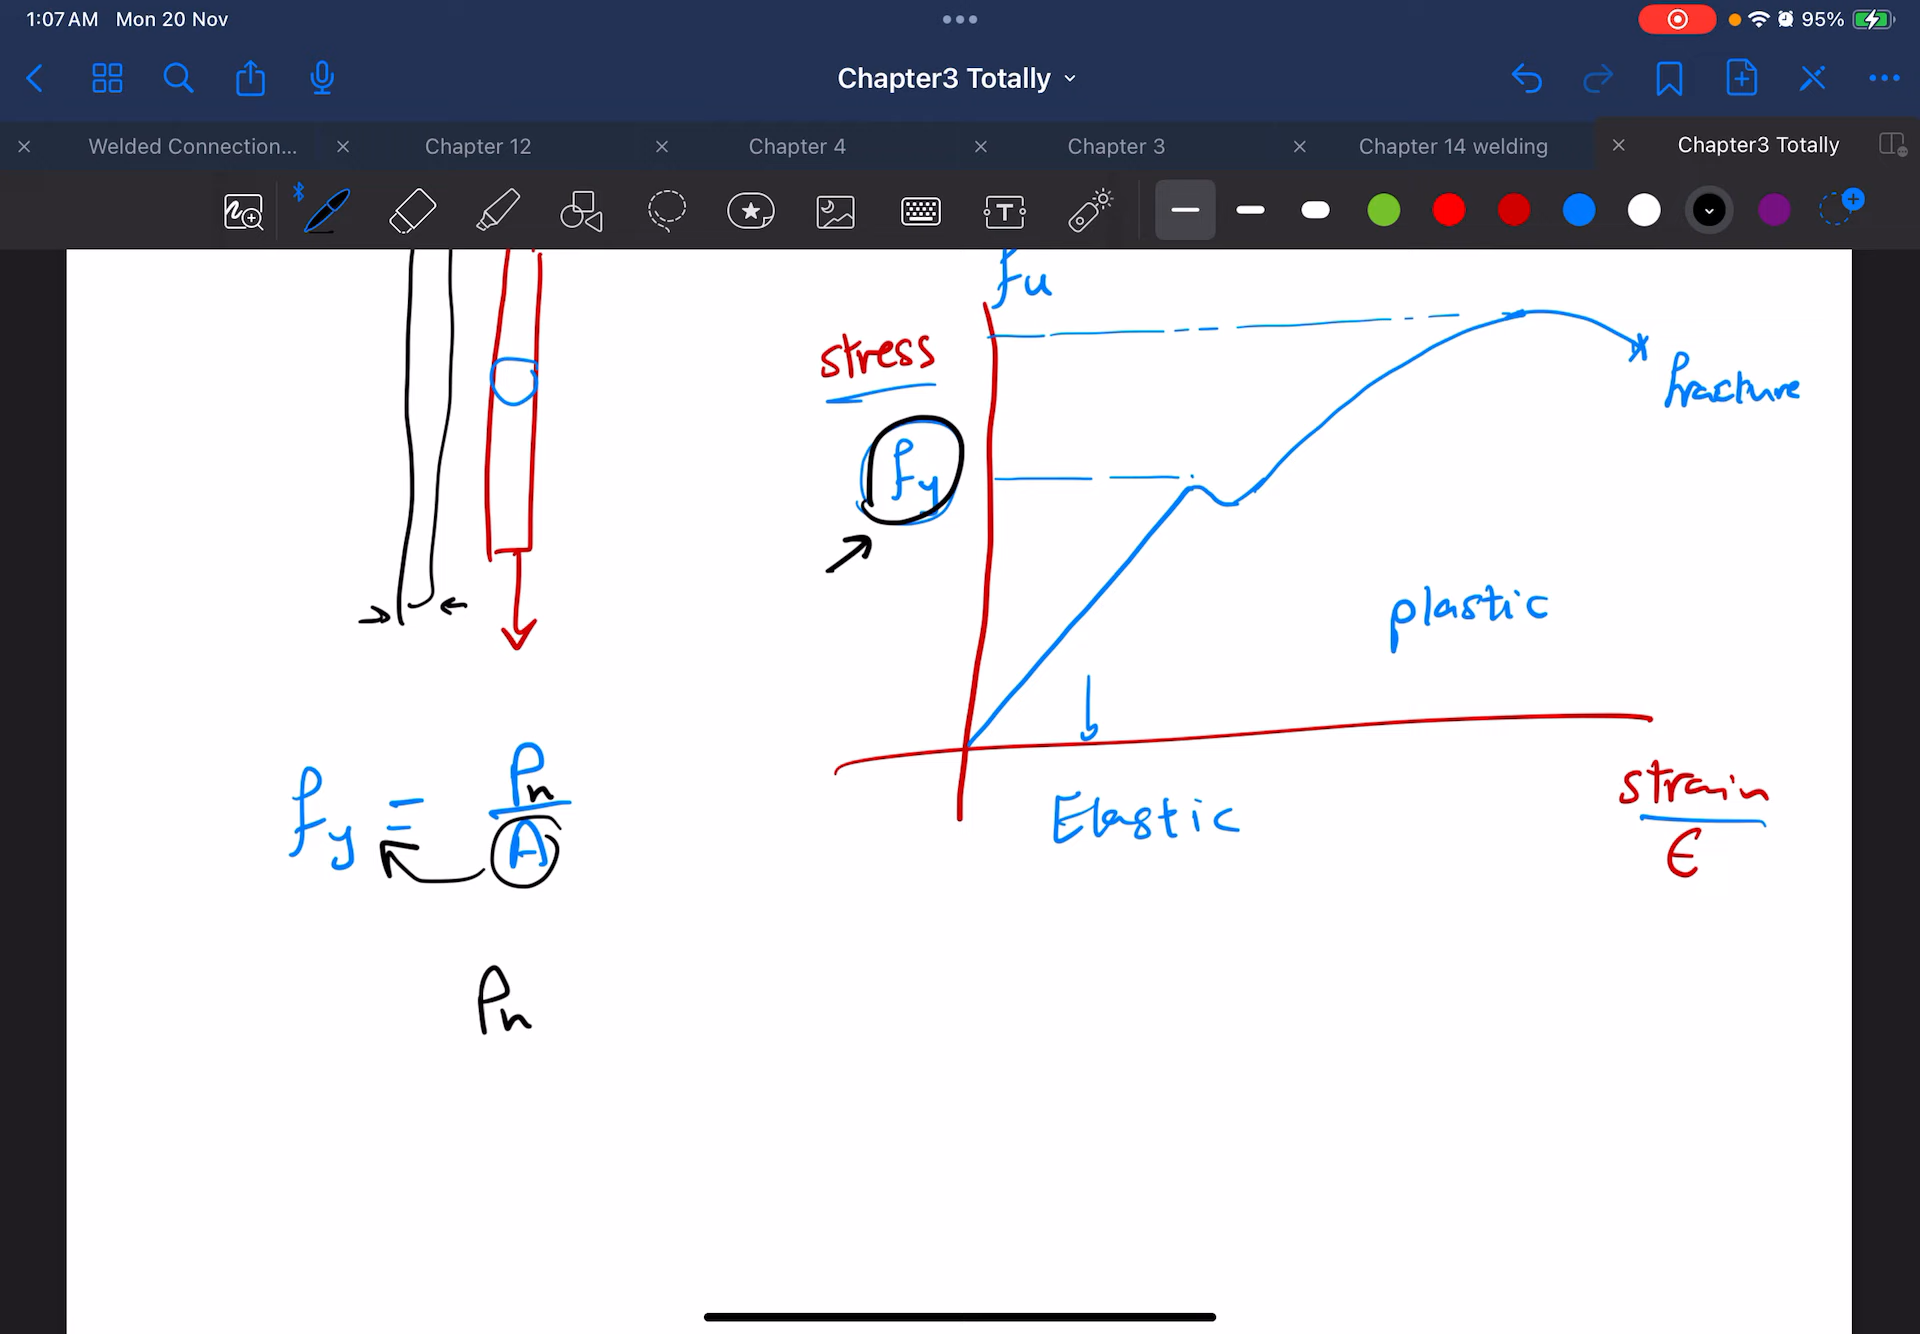 1:07 AM Mon 20 Nov
95%
Chapter3 Totally
Welded Connection...
Chapter 12
Chapter 4
Chapter 3
Chapter 14 welding
Chapter3 Totally
T
fu
stress
fracture
fy
plastic
Elastic
strain
ε
fy = Pn
A
Pn